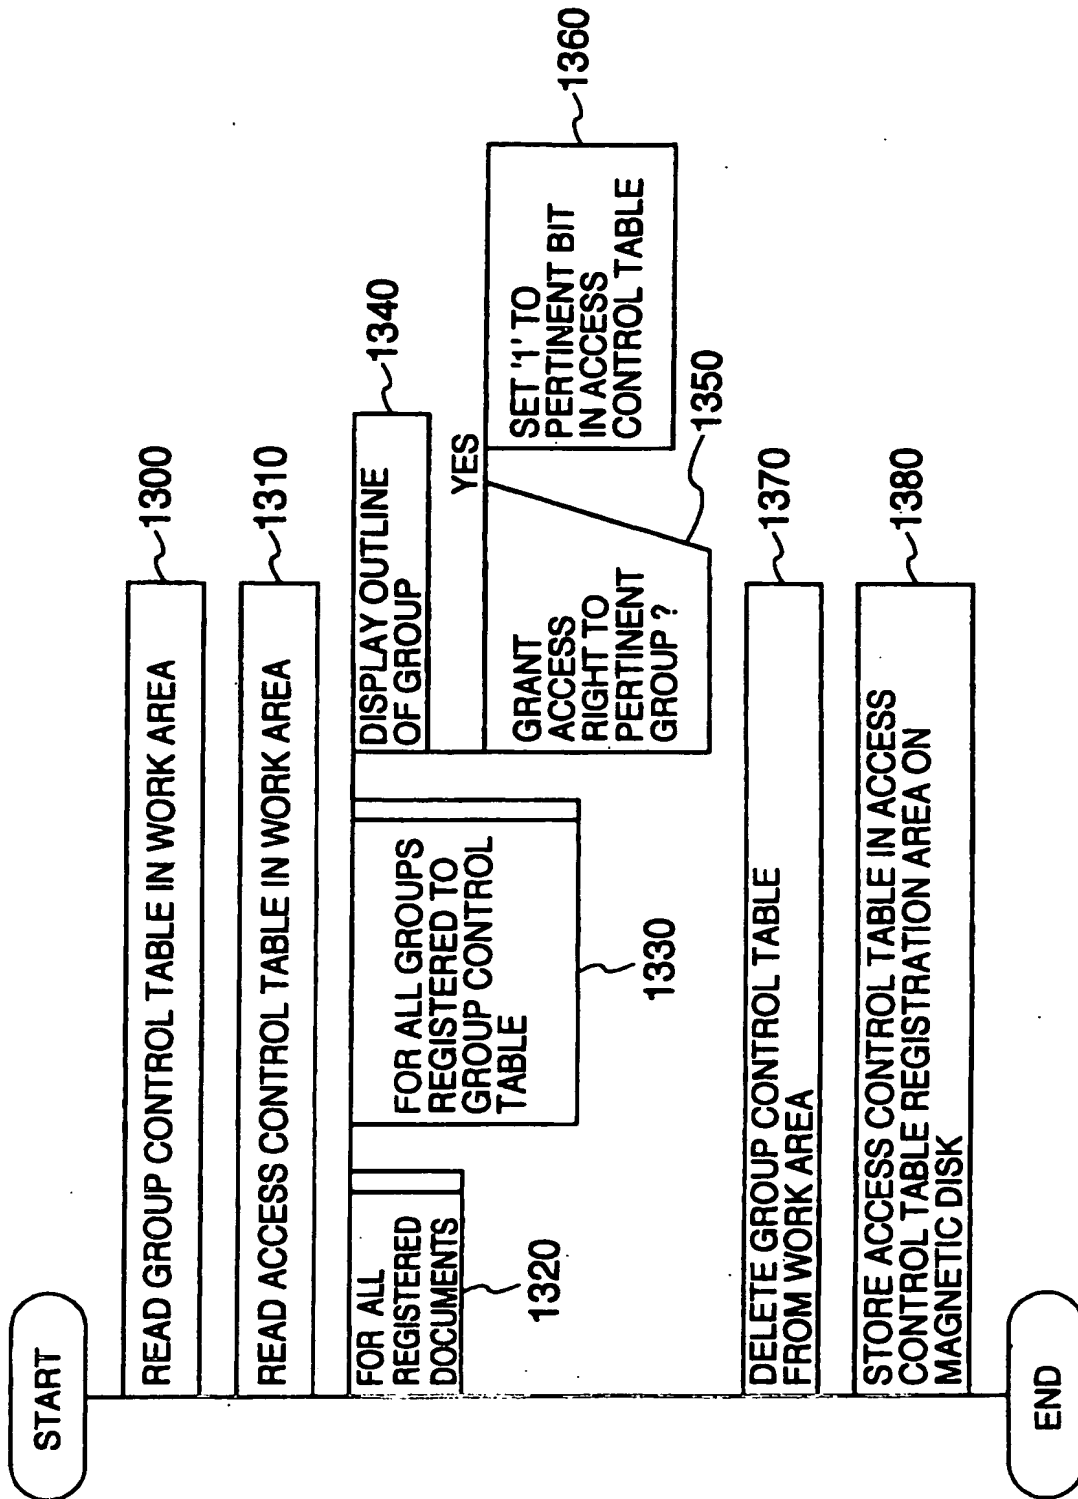 START
READ GROUP CONTROL TABLE IN WORK AREA
1300
READ ACCESS CONTROL TABLE IN WORK AREA
1310
FOR ALL
REGISTERED
DOCUMENTS
1320
FOR ALL GROUPS
REGISTERED TO
GROUP CONTROL
TABLE
1330
DISPLAY OUTLINE
OF GROUP
1340
GRANT
ACCESS
RIGHT TO
PERTINENT
GROUP ?
YES
1350
SET '1' TO
PERTINENT BIT
IN ACCESS
CONTROL TABLE
1360
DELETE GROUP CONTROL TABLE
FROM WORK AREA
1370
STORE ACCESS CONTROL TABLE IN ACCESS
CONTROL TABLE REGISTRATION AREA ON
MAGNETIC DISK
1380
END